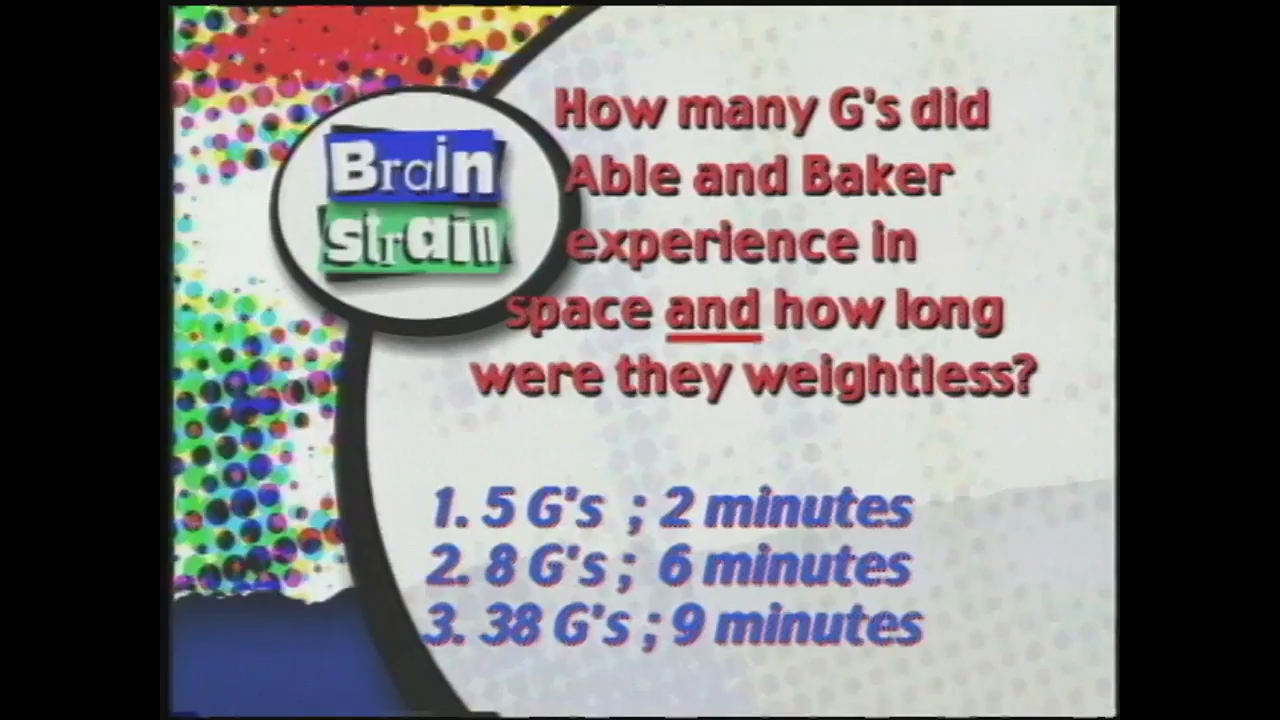 Brain
strain
How many G's did
Able and Baker
experience in
space and how long
were they weightless?
1. 5 G's ; 2 minutes
2. 8 G's ; 6 minutes
3. 38 G's ; 9 minutes